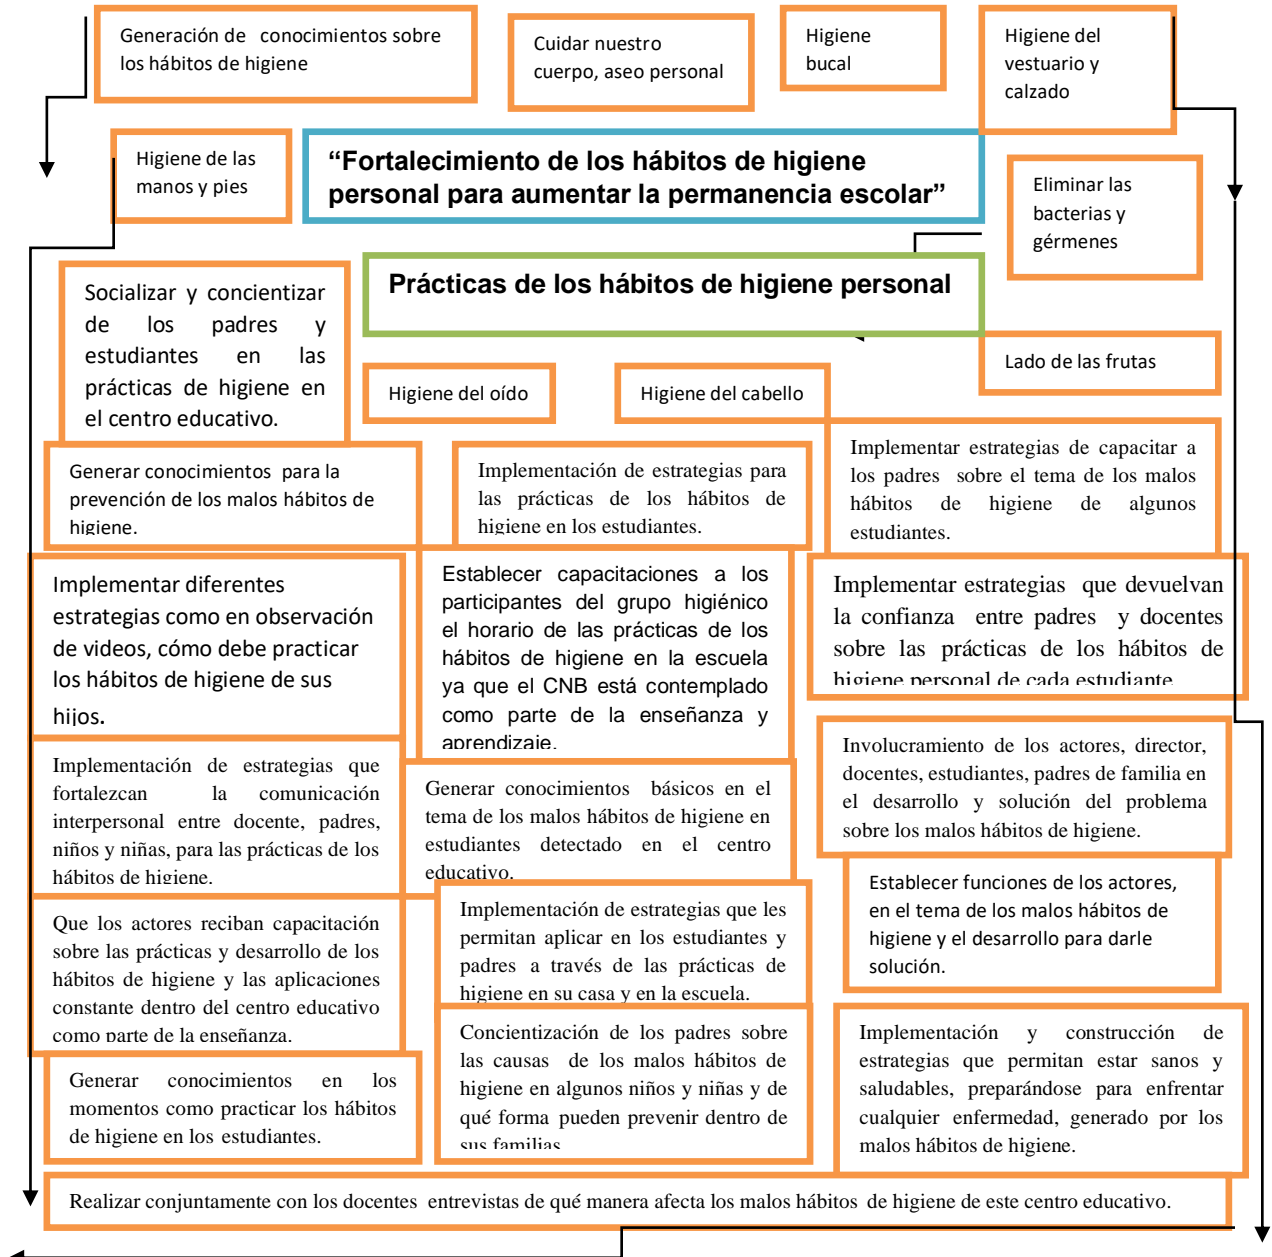 Generación de conocimientos sobre
los hábitos de higiene
Cuidar nuestro
cuerpo, aseo personal
Higiene
bucal
Higiene del
vestuario y
calzado
Higiene de las
manos y pies
“Fortalecimiento de los hábitos de higiene
personal para aumentar la permanencia escolar”
Eliminar las
bacterias y
gérmenes
Socializar y concientizar
de los padres y
estudiantes en las
prácticas de higiene en
el centro educativo.
Prácticas de los hábitos de higiene personal
Lado de las frutas
Higiene del oído
Higiene del cabello
Generar conocimientos para la
prevención de los malos hábitos de
higiene.
Implementación de estrategias para
las prácticas de los hábitos de
higiene en los estudiantes.
Implementar estrategias de capacitar a
los padres sobre el tema de los malos
hábitos de higiene de algunos
estudiantes.
Implementar diferentes
estrategias como en observación
de videos, cómo debe practicar
los hábitos de higiene de sus
hijos.
Establecer capacitaciones a los
participantes del grupo higiénico
el horario de las prácticas de los
hábitos de higiene en la escuela
ya que el CNB está contemplado
como parte de la enseñanza y
aprendizaje.
Implementar estrategias que devuelvan
la confianza entre padres y docentes
sobre las prácticas de los hábitos de
higiene personal de cada estudiante
Implementación de estrategias que
fortalezcan la comunicación
interpersonal entre docente, padres,
niños y niñas, para las prácticas de los
hábitos de higiene.
Generar conocimientos básicos en el
tema de los malos hábitos de higiene en
estudiantes detectado en el centro
educativo.
Involucramiento de los actores, director,
docentes, estudiantes, padres de familia en
el desarrollo y solución del problema
sobre los malos hábitos de higiene.
Que los actores reciban capacitación
sobre las prácticas y desarrollo de los
hábitos de higiene y las aplicaciones
constante dentro del centro educativo
como parte de la enseñanza.
Implementación de estrategias que les
permitan aplicar en los estudiantes y
padres a través de las prácticas de
higiene en su casa y en la escuela.
Establecer funciones de los actores,
en el tema de los malos hábitos de
higiene y el desarrollo para darle
solución.
Generar conocimientos en los
momentos como practicar los hábitos
de higiene en los estudiantes.
Concientización de los padres sobre
las causas de los malos hábitos de
higiene en algunos niños y niñas y de
qué forma pueden prevenir dentro de
sus familias
Implementación y construcción de
estrategias que permitan estar sanos y
saludables, preparándose para enfrentar
cualquier enfermedad, generado por los
malos hábitos de higiene.
Realizar conjuntamente con los docentes entrevistas de qué manera afecta los malos hábitos de higiene de este centro educativo.